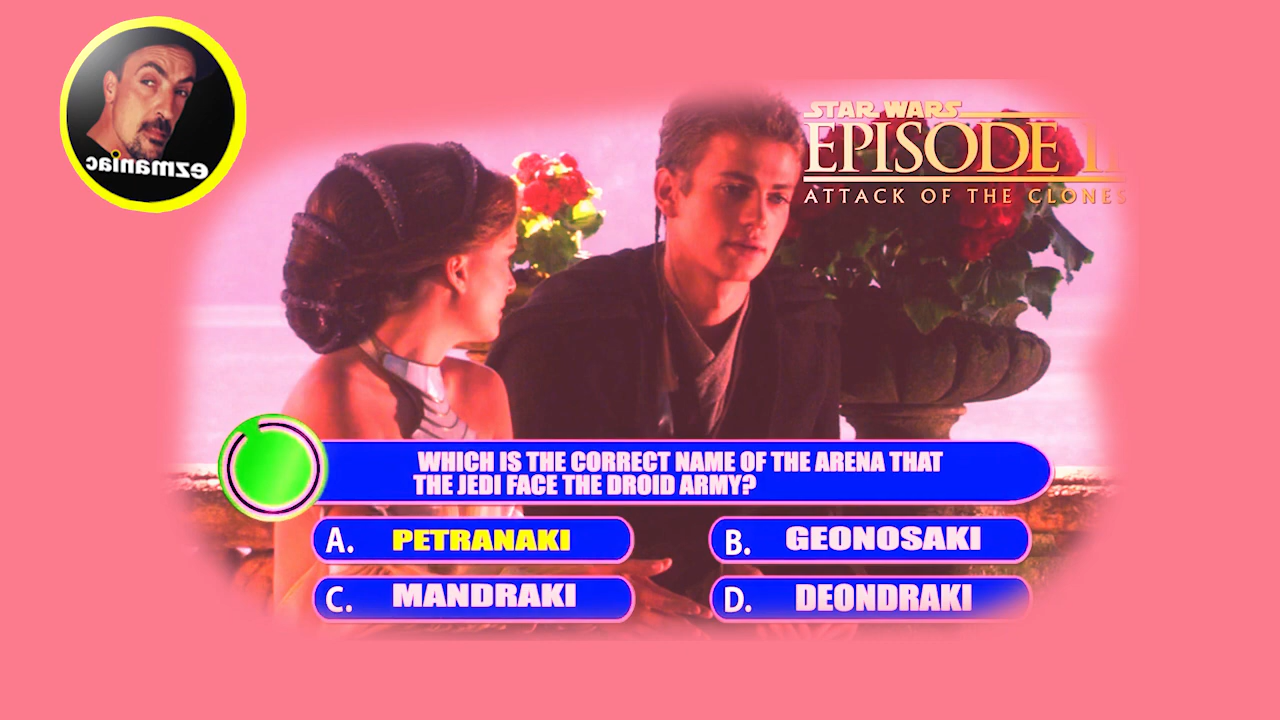 ezmaniac
STAR WARS
EPISODE II
ATTACK OF THE CLONES
WHICH IS THE CORRECT NAME OF THE ARENA THAT
THE JEDI FACE THE DROID ARMY?
A. PETRANAKI
B. GEONOSAKI
C. MANDRAKI
D. DEONDRAKI